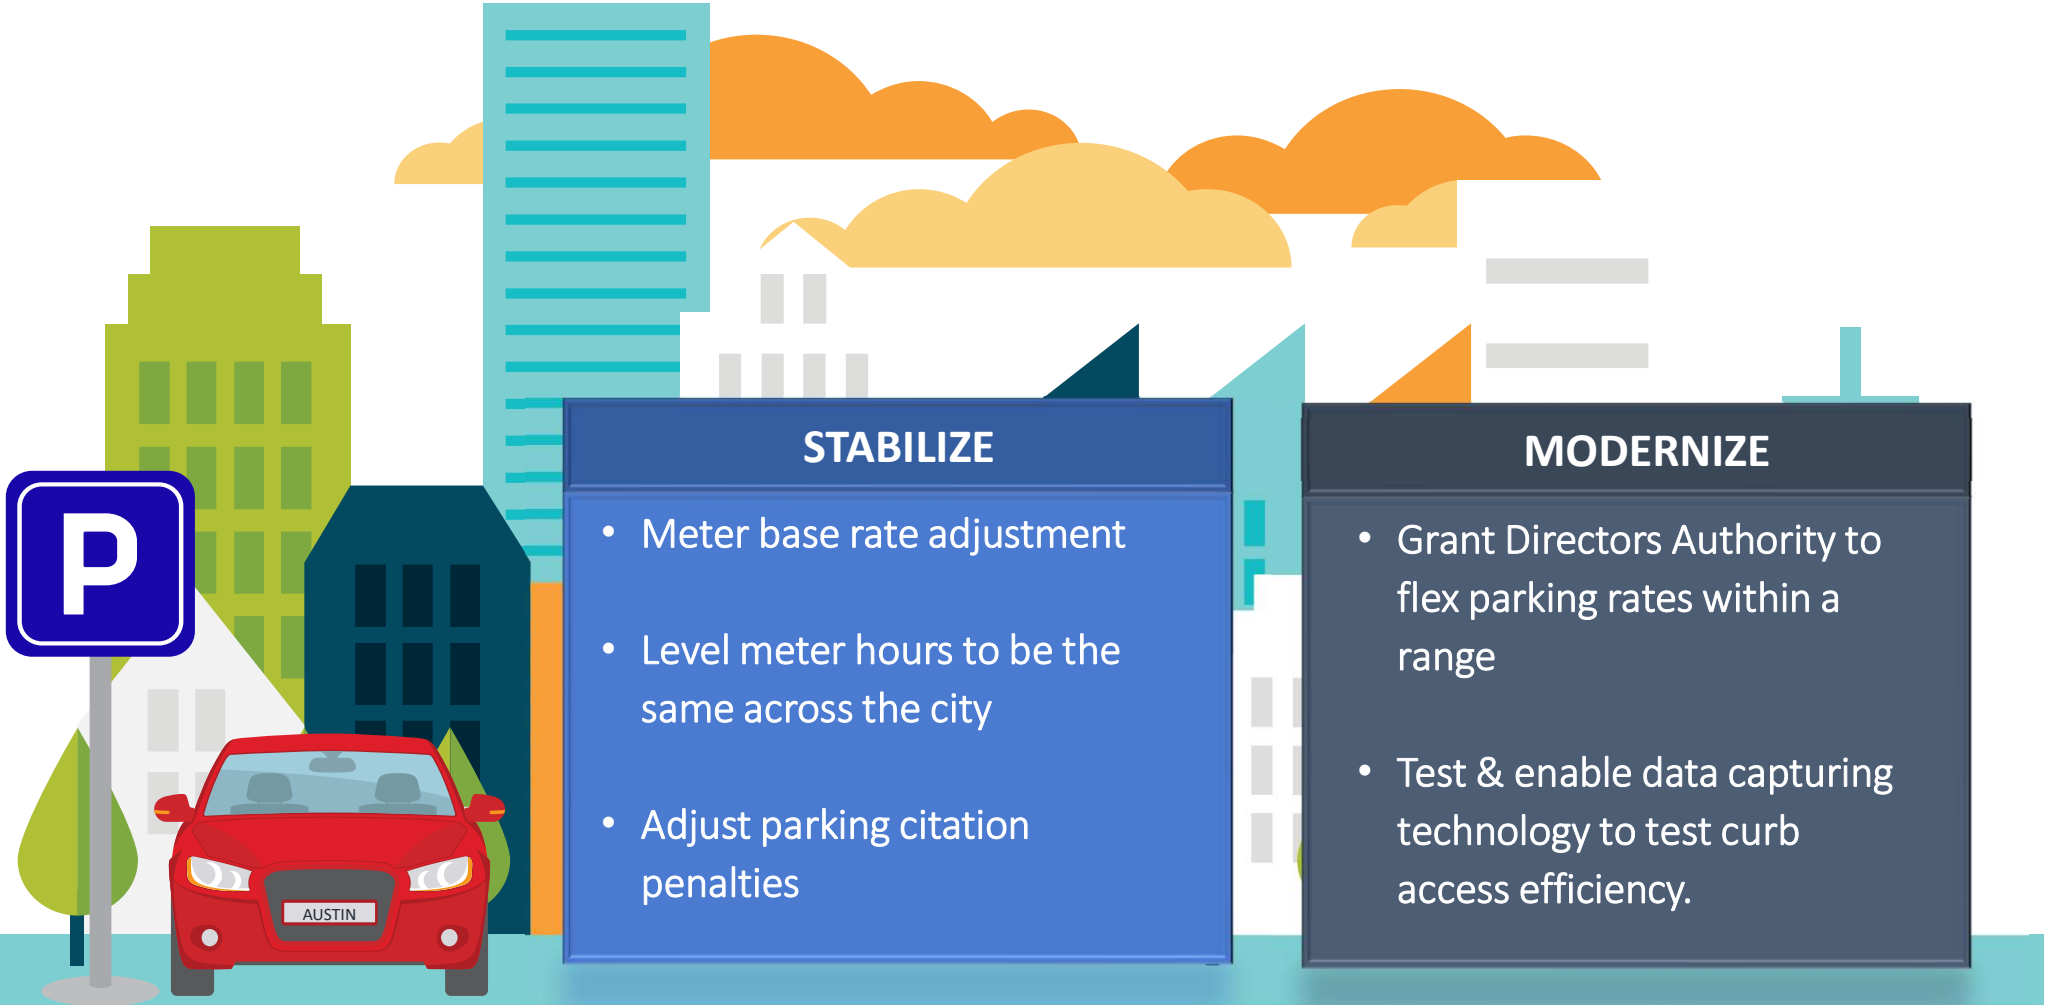 P
AUSTIN
STABILIZE
• Meter base rate adjustment
• Level meter hours to be the
same across the city
• Adjust parking citation
penalties
MODERNIZE
• Grant Directors Authority to
flex parking rates within a
range
• Test & enable data capturing
technology to test curb
access efficiency.